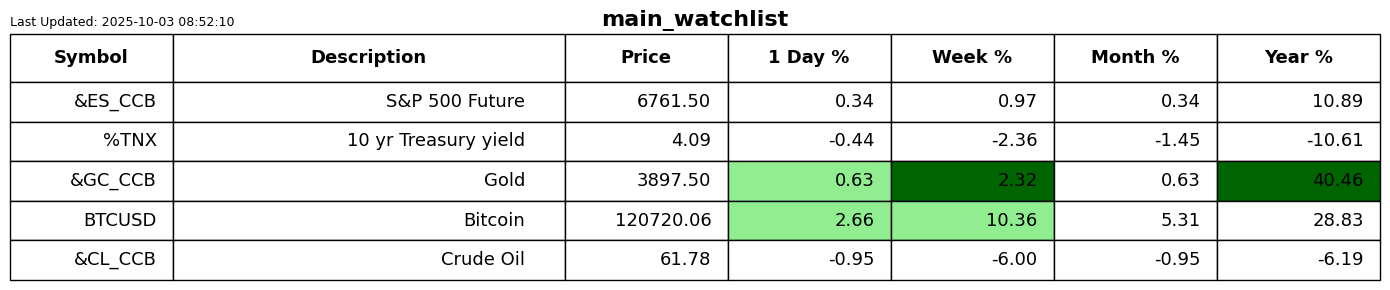 main_watchlist
Last Updated: 2025-10-03 08:52:10
Symbol Description Price 1 Day % Week % Month % Year %
&ES_CCB S&P 500 Future 6761.50 0.34 0.97 0.34 10.89
%TNX 10 yr Treasury yield 4.09 -0.44 -2.36 -1.45 -10.61
&GC_CCB Gold 3897.50 0.63 2.32 0.63 40.46
BTCUSD Bitcoin 120720.06 2.66 10.36 5.31 28.83
&CL_CCB Crude Oil 61.78 -0.95 -6.00 -0.95 -6.19